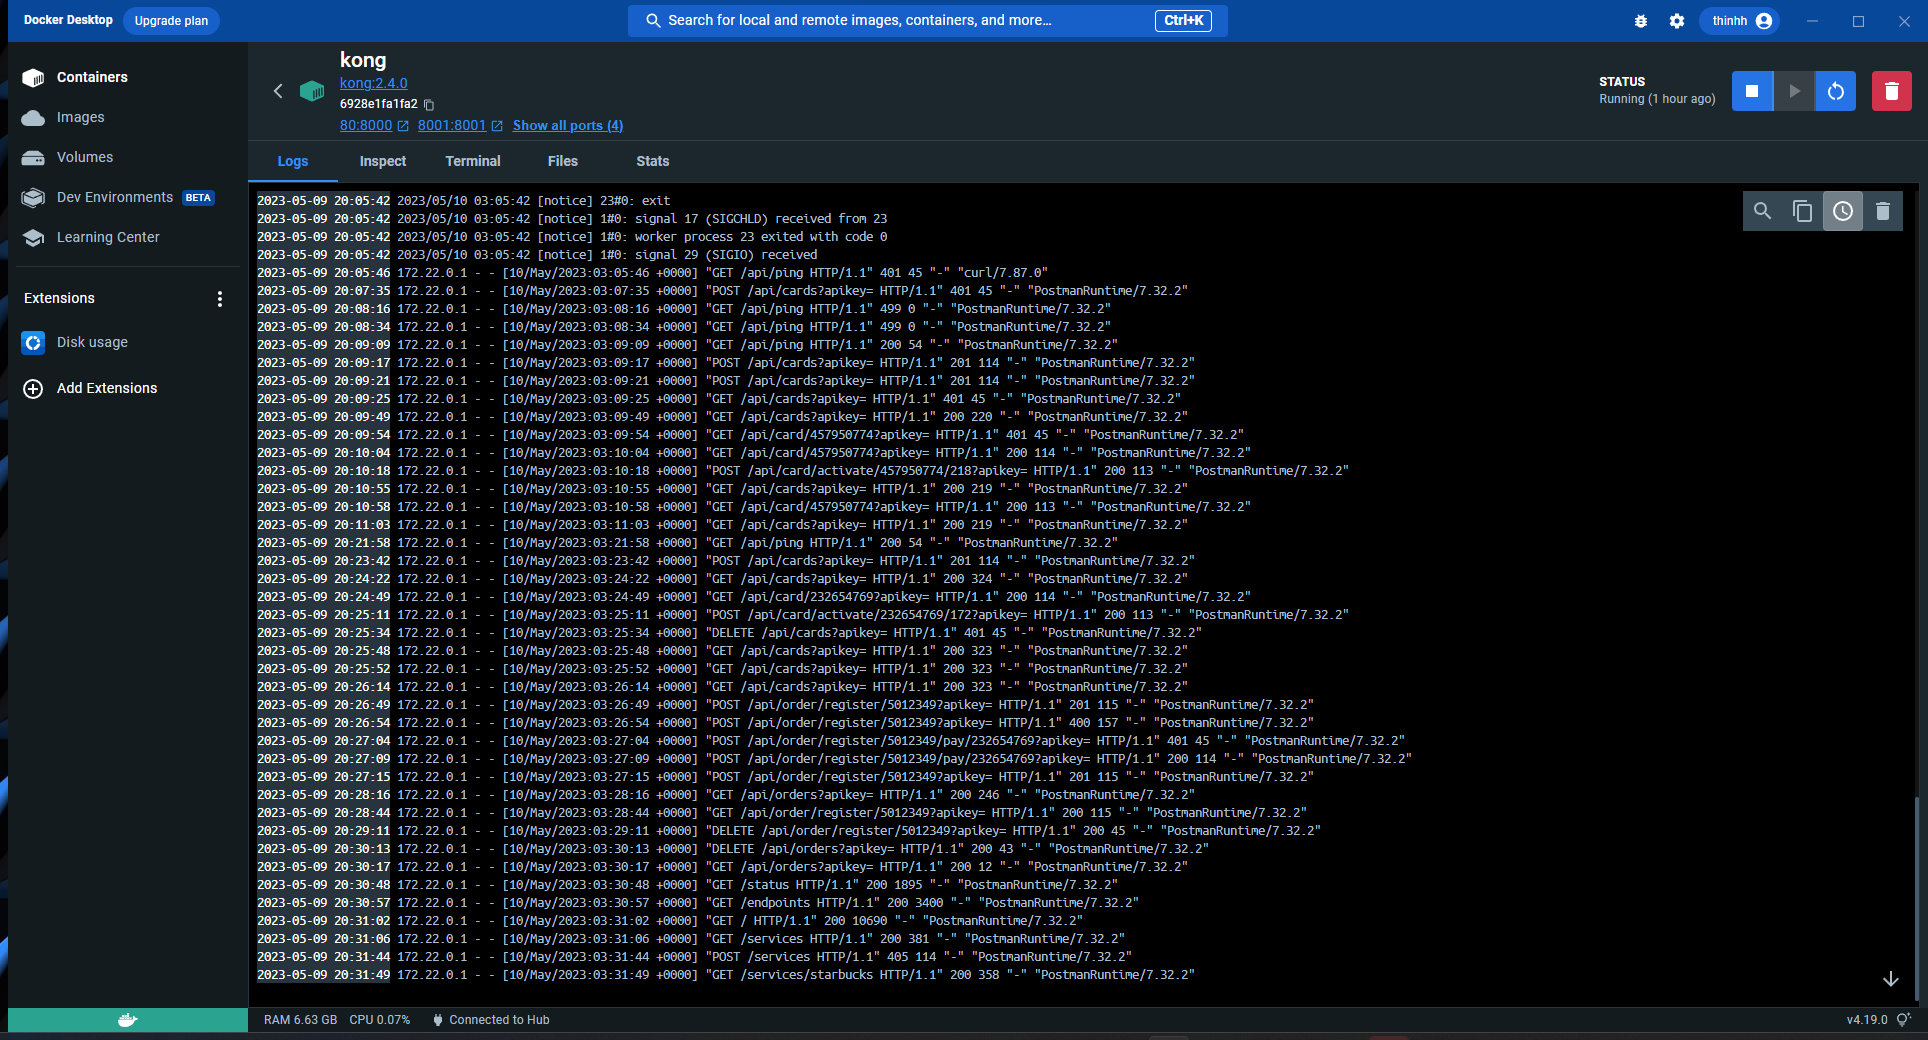 Docker Desktop Upgrade plan Search for local and remote images, containers, and more... Ctrl+K thinhh
Containers
Images
Volumes
Dev Environments BETA
Learning Center
Extensions
Disk usage
Add Extensions
kong
kong:2.4.0
6928e1fa1fa2
80:8000 8001:8001 Show all ports (4)
STATUS
Running (1 hour ago)
Logs Inspect Terminal Files Stats
2023-05-09 20:05:42 2023/05/10 03:05:42 [notice] 23#0: exit
2023-05-09 20:05:42 2023/05/10 03:05:42 [notice] 1#0: signal 17 (SIGCHLD) received from 23
2023-05-09 20:05:42 2023/05/10 03:05:42 [notice] 1#0: worker process 23 exited with code 0
2023-05-09 20:05:42 2023/05/10 03:05:42 [notice] 1#0: signal 29 (SIGIO) received
2023-05-09 20:05:46 172.22.0.1 - - [10/May/2023:03:05:46 +0000] "GET /api/ping HTTP/1.1" 401 45 "-" "curl/7.87.0"
2023-05-09 20:07:35 172.22.0.1 - - [10/May/2023:03:07:35 +0000] "POST /api/cards?apikey= HTTP/1.1" 401 45 "-" "PostmanRuntime/7.32.2"
2023-05-09 20:08:16 172.22.0.1 - - [10/May/2023:03:08:16 +0000] "GET /api/ping HTTP/1.1" 499 0 "-" "PostmanRuntime/7.32.2"
2023-05-09 20:08:34 172.22.0.1 - - [10/May/2023:03:08:34 +0000] "GET /api/ping HTTP/1.1" 499 0 "-" "PostmanRuntime/7.32.2"
2023-05-09 20:09:09 172.22.0.1 - - [10/May/2023:03:09:09 +0000] "GET /api/ping HTTP/1.1" 200 54 "-" "PostmanRuntime/7.32.2"
2023-05-09 20:09:17 172.22.0.1 - - [10/May/2023:03:09:17 +0000] "POST /api/cards?apikey= HTTP/1.1" 201 114 "-" "PostmanRuntime/7.32.2"
2023-05-09 20:09:21 172.22.0.1 - - [10/May/2023:03:09:21 +0000] "POST /api/cards?apikey= HTTP/1.1" 201 114 "-" "PostmanRuntime/7.32.2"
2023-05-09 20:09:25 172.22.0.1 - - [10/May/2023:03:09:25 +0000] "GET /api/cards?apikey= HTTP/1.1" 401 45 "-" "PostmanRuntime/7.32.2"
2023-05-09 20:09:49 172.22.0.1 - - [10/May/2023:03:09:49 +0000] "GET /api/cards?apikey= HTTP/1.1" 200 220 "-" "PostmanRuntime/7.32.2"
2023-05-09 20:09:54 172.22.0.1 - - [10/May/2023:03:09:54 +0000] "GET /api/card/457950774?apikey= HTTP/1.1" 401 45 "-" "PostmanRuntime/7.32.2"
2023-05-09 20:10:04 172.22.0.1 - - [10/May/2023:03:10:04 +0000] "GET /api/card/457950774?apikey= HTTP/1.1" 200 114 "-" "PostmanRuntime/7.32.2"
2023-05-09 20:10:18 172.22.0.1 - - [10/May/2023:03:10:18 +0000] "POST /api/card/activate/457950774/218?apikey= HTTP/1.1" 200 113 "-" "PostmanRuntime/7.32.2"
2023-05-09 20:10:55 172.22.0.1 - - [10/May/2023:03:10:55 +0000] "GET /api/cards?apikey= HTTP/1.1" 200 219 "-" "PostmanRuntime/7.32.2"
2023-05-09 20:10:58 172.22.0.1 - - [10/May/2023:03:10:58 +0000] "GET /api/card/457950774?apikey= HTTP/1.1" 200 113 "-" "PostmanRuntime/7.32.2"
2023-05-09 20:11:03 172.22.0.1 - - [10/May/2023:03:11:03 +0000] "GET /api/cards?apikey= HTTP/1.1" 200 219 "-" "PostmanRuntime/7.32.2"
2023-05-09 20:21:58 172.22.0.1 - - [10/May/2023:03:21:58 +0000] "GET /api/ping HTTP/1.1" 200 54 "-" "PostmanRuntime/7.32.2"
2023-05-09 20:23:42 172.22.0.1 - - [10/May/2023:03:23:42 +0000] "POST /api/cards?apikey= HTTP/1.1" 201 114 "-" "PostmanRuntime/7.32.2"
2023-05-09 20:24:22 172.22.0.1 - - [10/May/2023:03:24:22 +0000] "GET /api/cards?apikey= HTTP/1.1" 200 324 "-" "PostmanRuntime/7.32.2"
2023-05-09 20:24:49 172.22.0.1 - - [10/May/2023:03:24:49 +0000] "GET /api/card/232654769?apikey= HTTP/1.1" 200 114 "-" "PostmanRuntime/7.32.2"
2023-05-09 20:25:11 172.22.0.1 - - [10/May/2023:03:25:11 +0000] "POST /api/card/activate/232654769/172?apikey= HTTP/1.1" 200 113 "-" "PostmanRuntime/7.32.2"
2023-05-09 20:25:34 172.22.0.1 - - [10/May/2023:03:25:34 +0000] "DELETE /api/cards?apikey= HTTP/1.1" 401 45 "-" "PostmanRuntime/7.32.2"
2023-05-09 20:25:48 172.22.0.1 - - [10/May/2023:03:25:48 +0000] "GET /api/cards?apikey= HTTP/1.1" 200 323 "-" "PostmanRuntime/7.32.2"
2023-05-09 20:25:52 172.22.0.1 - - [10/May/2023:03:25:52 +0000] "GET /api/cards?apikey= HTTP/1.1" 200 323 "-" "PostmanRuntime/7.32.2"
2023-05-09 20:26:14 172.22.0.1 - - [10/May/2023:03:26:14 +0000] "GET /api/cards?apikey= HTTP/1.1" 200 323 "-" "PostmanRuntime/7.32.2"
2023-05-09 20:26:49 172.22.0.1 - - [10/May/2023:03:26:49 +0000] "POST /api/order/register/5012349?apikey= HTTP/1.1" 201 115 "-" "PostmanRuntime/7.32.2"
2023-05-09 20:26:54 172.22.0.1 - - [10/May/2023:03:26:54 +0000] "POST /api/order/register/5012349?apikey= HTTP/1.1" 400 157 "-" "PostmanRuntime/7.32.2"
2023-05-09 20:27:04 172.22.0.1 - - [10/May/2023:03:27:04 +0000] "POST /api/order/register/5012349/pay/232654769?apikey= HTTP/1.1" 401 45 "-" "PostmanRuntime/7.32.2"
2023-05-09 20:27:09 172.22.0.1 - - [10/May/2023:03:27:09 +0000] "POST /api/order/register/5012349/pay/232654769?apikey= HTTP/1.1" 200 114 "-" "PostmanRuntime/7.32.2"
2023-05-09 20:27:15 172.22.0.1 - - [10/May/2023:03:27:15 +0000] "POST /api/order/register/5012349?apikey= HTTP/1.1" 201 115 "-" "PostmanRuntime/7.32.2"
2023-05-09 20:28:16 172.22.0.1 - - [10/May/2023:03:28:16 +0000] "GET /api/orders?apikey= HTTP/1.1" 200 246 "-" "PostmanRuntime/7.32.2"
2023-05-09 20:28:44 172.22.0.1 - - [10/May/2023:03:28:44 +0000] "GET /api/order/register/5012349?apikey= HTTP/1.1" 200 115 "-" "PostmanRuntime/7.32.2"
2023-05-09 20:29:11 172.22.0.1 - - [10/May/2023:03:29:11 +0000] "DELETE /api/order/register/5012349?apikey= HTTP/1.1" 200 45 "-" "PostmanRuntime/7.32.2"
2023-05-09 20:30:13 172.22.0.1 - - [10/May/2023:03:30:13 +0000] "DELETE /api/orders?apikey= HTTP/1.1" 200 43 "-" "PostmanRuntime/7.32.2"
2023-05-09 20:30:17 172.22.0.1 - - [10/May/2023:03:30:17 +0000] "GET /api/orders?apikey= HTTP/1.1" 200 12 "-" "PostmanRuntime/7.32.2"
2023-05-09 20:30:48 172.22.0.1 - - [10/May/2023:03:30:48 +0000] "GET /status HTTP/1.1" 200 1895 "-" "PostmanRuntime/7.32.2"
2023-05-09 20:30:57 172.22.0.1 - - [10/May/2023:03:30:57 +0000] "GET /endpoints HTTP/1.1" 200 3400 "-" "PostmanRuntime/7.32.2"
2023-05-09 20:31:02 172.22.0.1 - - [10/May/2023:03:31:02 +0000] "GET / HTTP/1.1" 200 10690 "-" "PostmanRuntime/7.32.2"
2023-05-09 20:31:06 172.22.0.1 - - [10/May/2023:03:31:06 +0000] "GET /services HTTP/1.1" 200 381 "-" "PostmanRuntime/7.32.2"
2023-05-09 20:31:44 172.22.0.1 - - [10/May/2023:03:31:44 +0000] "POST /services HTTP/1.1" 405 114 "-" "PostmanRuntime/7.32.2"
2023-05-09 20:31:49 172.22.0.1 - - [10/May/2023:03:31:49 +0000] "GET /services/starbucks HTTP/1.1" 200 358 "-" "PostmanRuntime/7.32.2"
RAM 6.63 GB CPU 0.07% Connected to Hub v4.19.0